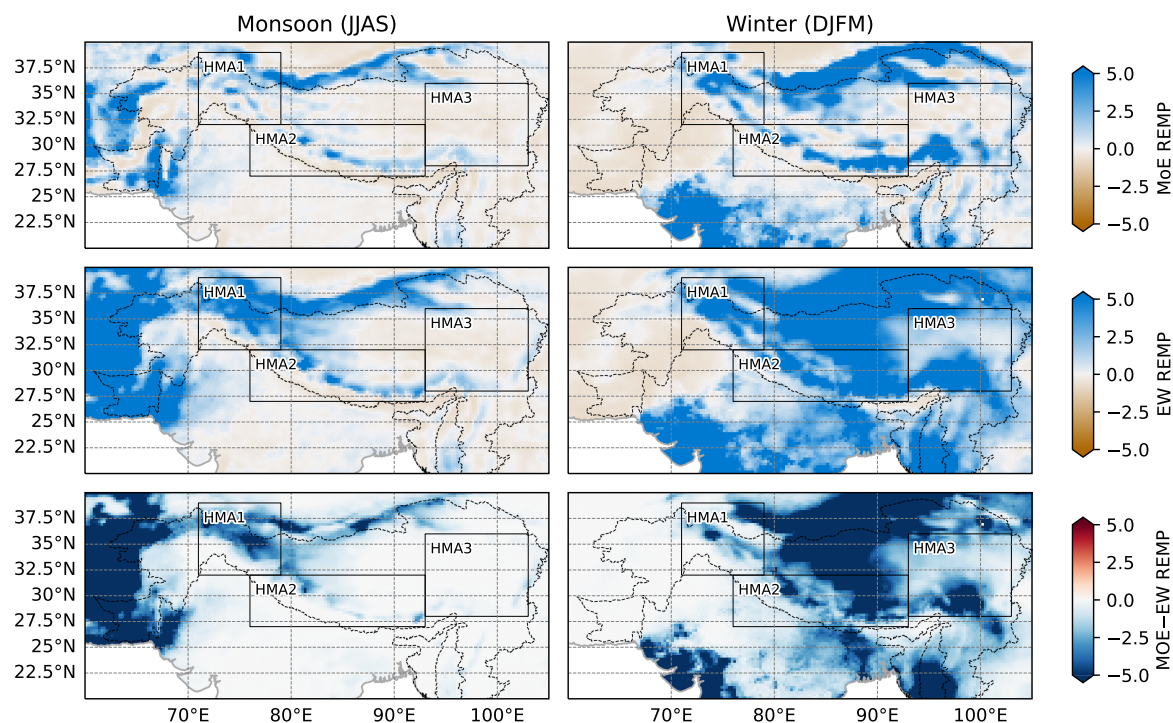 Monsoon (JJAS)
Winter (DJFM)
37.5°N
35°N
32.5°N
30°N
27.5°N
25°N
22.5°N
HMA1
HMA2
HMA3
HMA1
HMA2
HMA3
5.0
2.5
0.0
−2.5
−5.0
MoE REMP
37.5°N
35°N
32.5°N
30°N
27.5°N
25°N
22.5°N
HMA1
HMA2
HMA3
HMA1
HMA2
HMA3
5.0
2.5
0.0
−2.5
−5.0
EW REMP
37.5°N
35°N
32.5°N
30°N
27.5°N
25°N
22.5°N
HMA1
HMA2
HMA3
HMA1
HMA2
HMA3
5.0
2.5
0.0
−2.5
−5.0
MOE−EW REMP
70°E 80°E 90°E 100°E
70°E 80°E 90°E 100°E